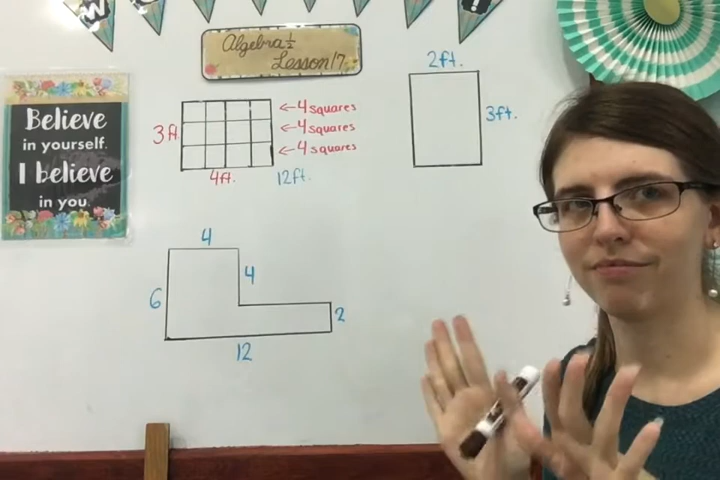 W
!
Algebra 1/2
Lesson 17
Believe
in yourself.
I believe
in you.
3ft.
←4 squares
←4 squares
←4 squares
4ft.
12ft.
2ft.
3ft.
4
4
6
2
12